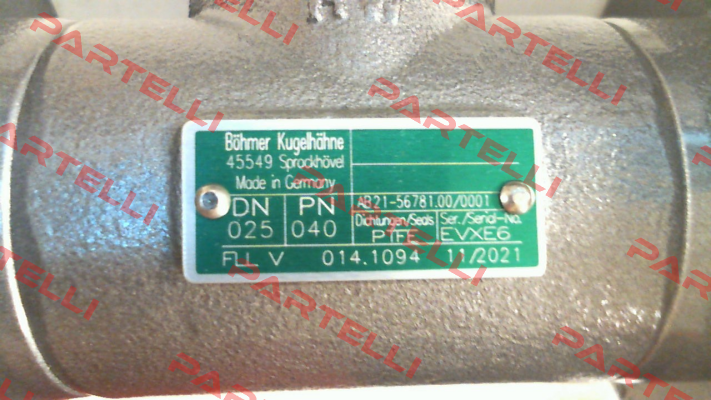 Böhmer Kugelhähne
45549 Sprockhövel
Made in Germany
DN PN AB21-56781.00/0001
025 040 Dichtungen/Seals Ser./Serial-No.
PTFE EVXE6
FLL V 014.1094 11/2021
PARTELLI
PARTELLI
PARTELLI
PARTELLI
PARTELLI
PARTELLI
PARTELLI